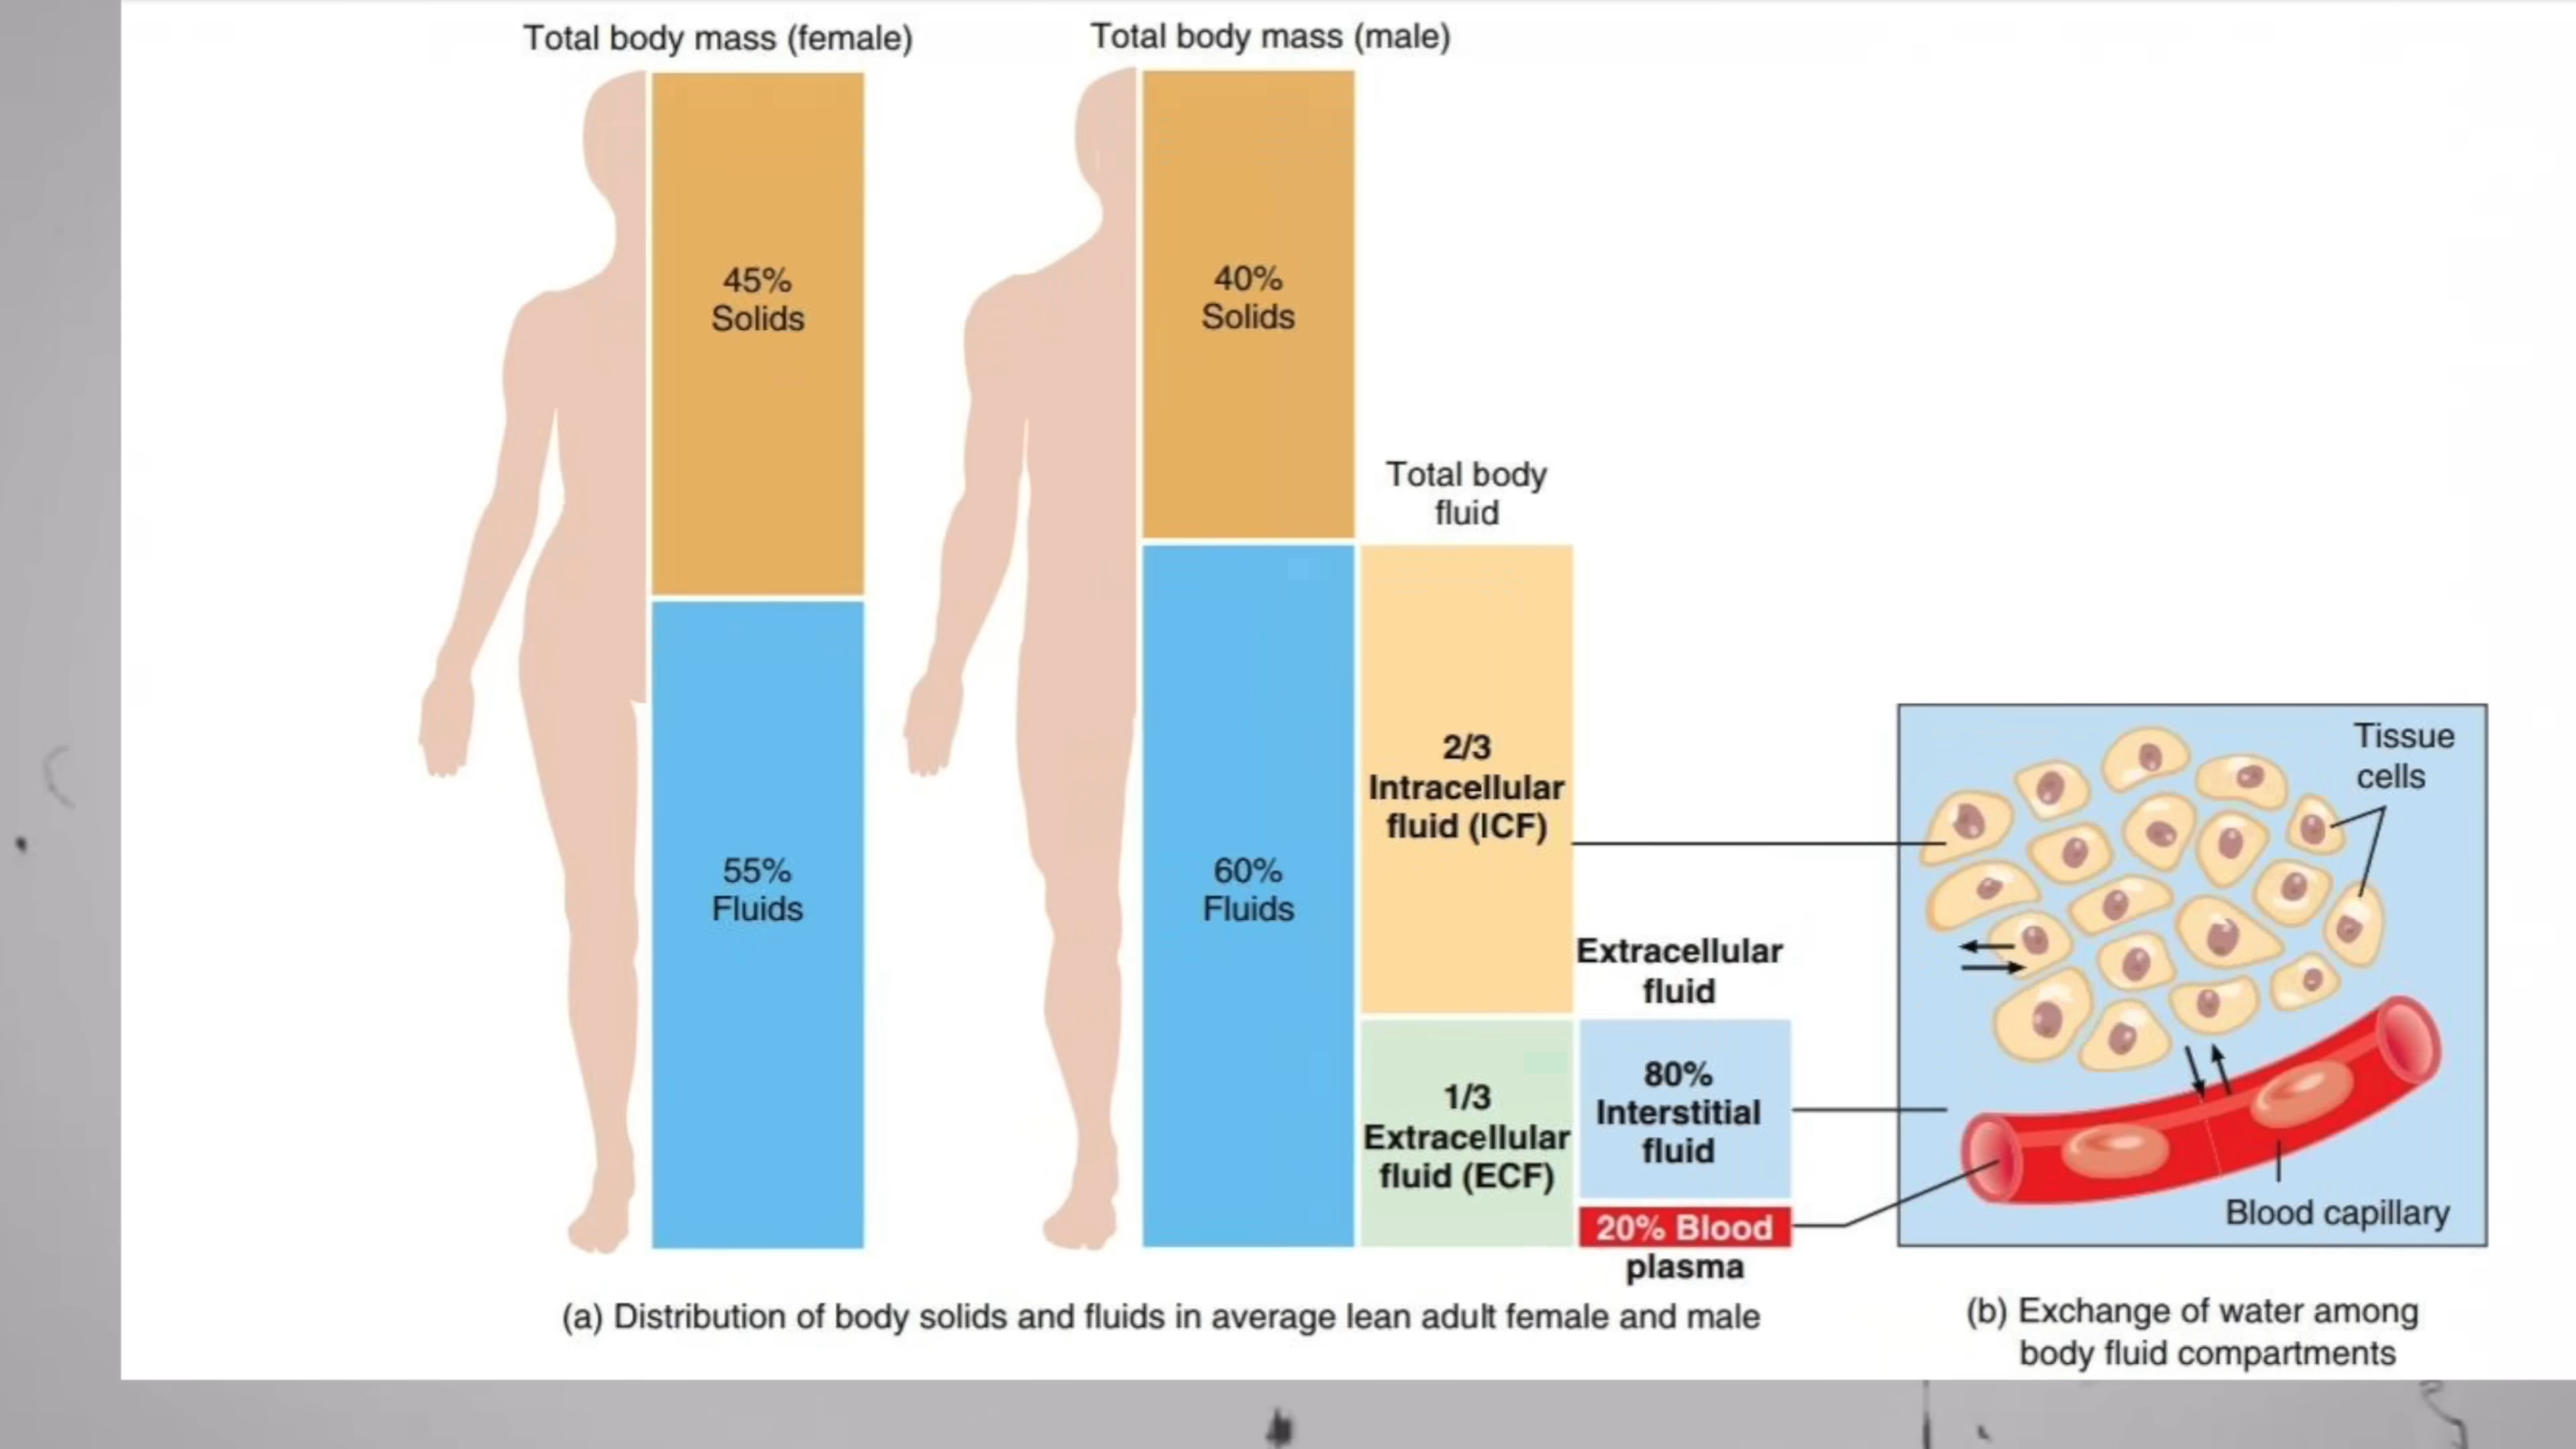 Total body mass (female)
45%
Solids
55%
Fluids
Total body mass (male)
40%
Solids
60%
Fluids
Total body
fluid
2/3
Intracellular
fluid (ICF)
1/3
Extracellular
fluid (ECF)
Extracellular
fluid
80%
Interstitial
fluid
20% Blood
plasma
Tissue
cells
Blood capillary
(a) Distribution of body solids and fluids in average lean adult female and male
(b) Exchange of water among
body fluid compartments